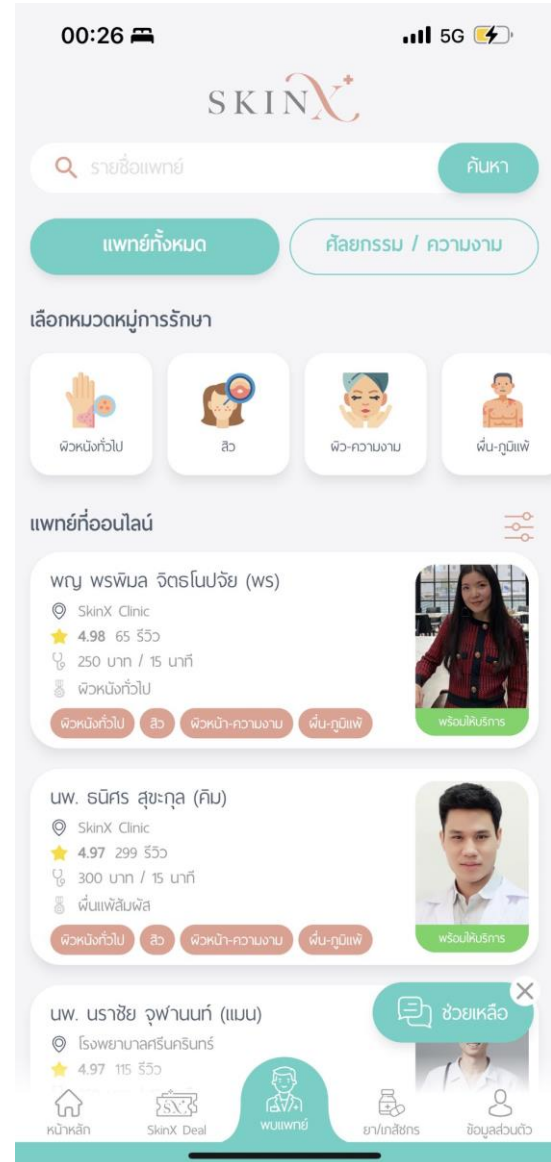 00:26 5G
SKINX
รายชื่อแพทย์ ค้นหา
แพทย์ทั้งหมด ศัลยกรรม / ความงาม
เลือกหมวดหมู่การรักษา
ผิวหนังทั่วไป สิว ผิว-ความงาม ผื่น-ภูมิแพ้
แพทย์ที่ออนไลน์
พญ พรพิมล จิตธโนปจัย (พร)
SkinX Clinic
4.98 65 รีวิว
250 บาท / 15 นาที
ผิวหนังทั่วไป
ผิวหนังทั่วไป สิว ผิวหน้า-ความงาม ผื่น-ภูมิแพ้
พร้อมให้บริการ
นพ. ธนิศร สุขะกุล (คิม)
SkinX Clinic
4.97 299 รีวิว
300 บาท / 15 นาที
ผื่นแพ้สัมผัส
ผิวหนังทั่วไป สิว ผิวหน้า-ความงาม ผื่น-ภูมิแพ้
พร้อมให้บริการ
นพ. นราชัย จุฬานนท์ (แมน)
ช่วยเหลือ
โรงพยาบาลศรีนครินทร์
4.97 115 รีวิว
SX
หน้าหลัก SkinX Deal พบแพทย์ ยา/เภสัชกร ข้อมูลส่วนตัว